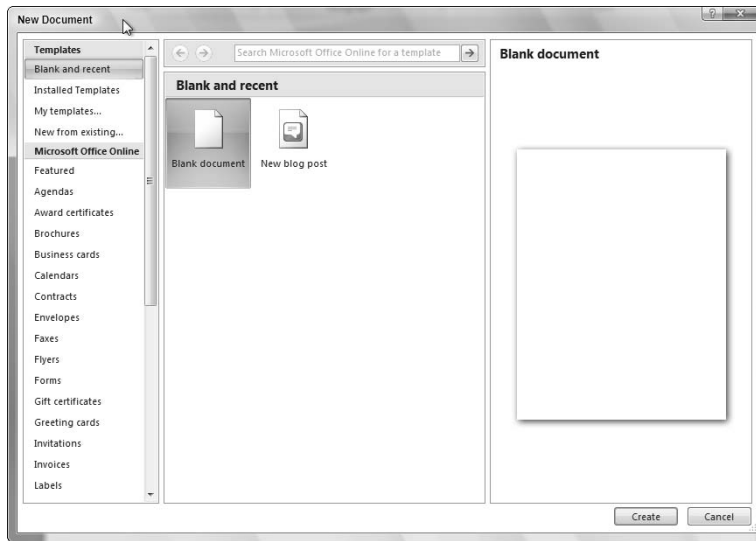 New Document
Templates
Blank and recent
Installed Templates
My templates...
New from existing...
Microsoft Office Online
Featured
Agendas
Award certificates
Brochures
Business cards
Calendars
Contracts
Envelopes
Faxes
Flyers
Forms
Gift certificates
Greeting cards
Invitations
Invoices
Labels
Search Microsoft Office Online for a template
Blank and recent
Blank document
New blog post
Blank document
Create
Cancel